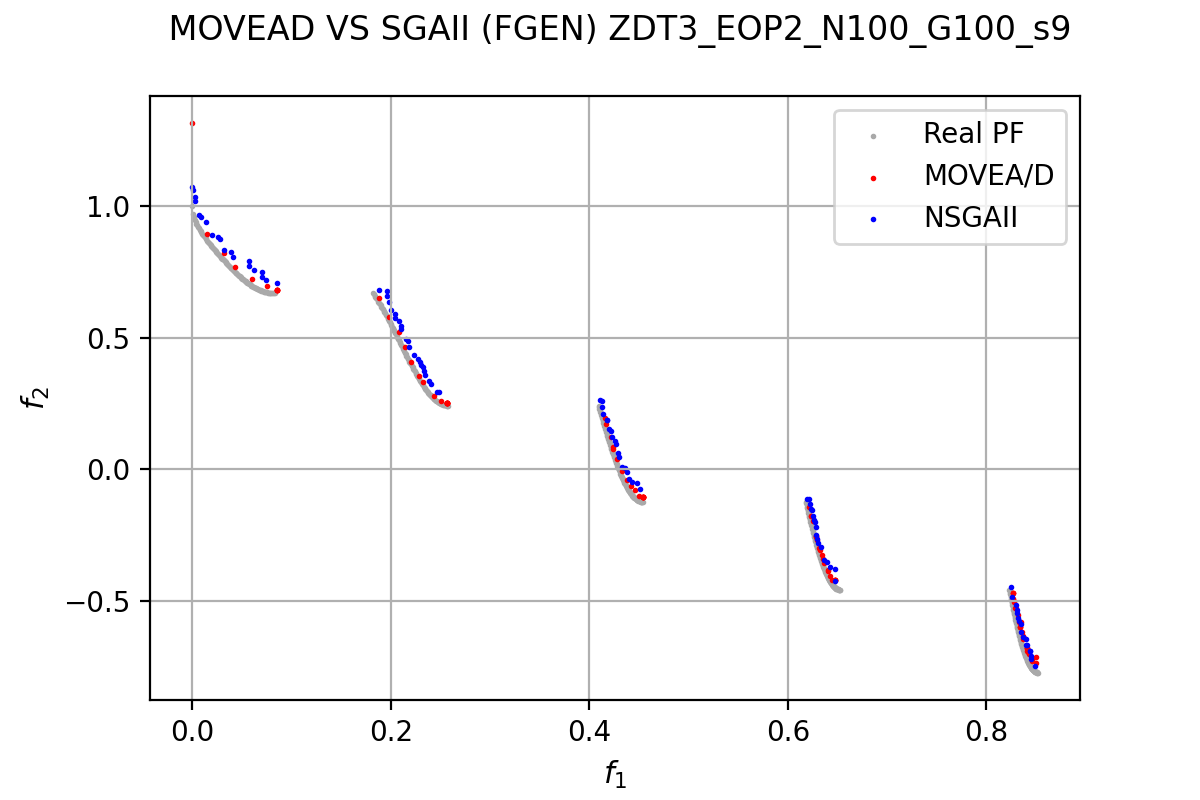 MOVEAD VS SGAII (FGEN) ZDT3_EOP2_N100_G100_s9
Real PF
MOVEA/D
NSGAII
1.0
0.5
0.0
−0.5
f2
0.0
0.2
0.4
0.6
0.8
f1